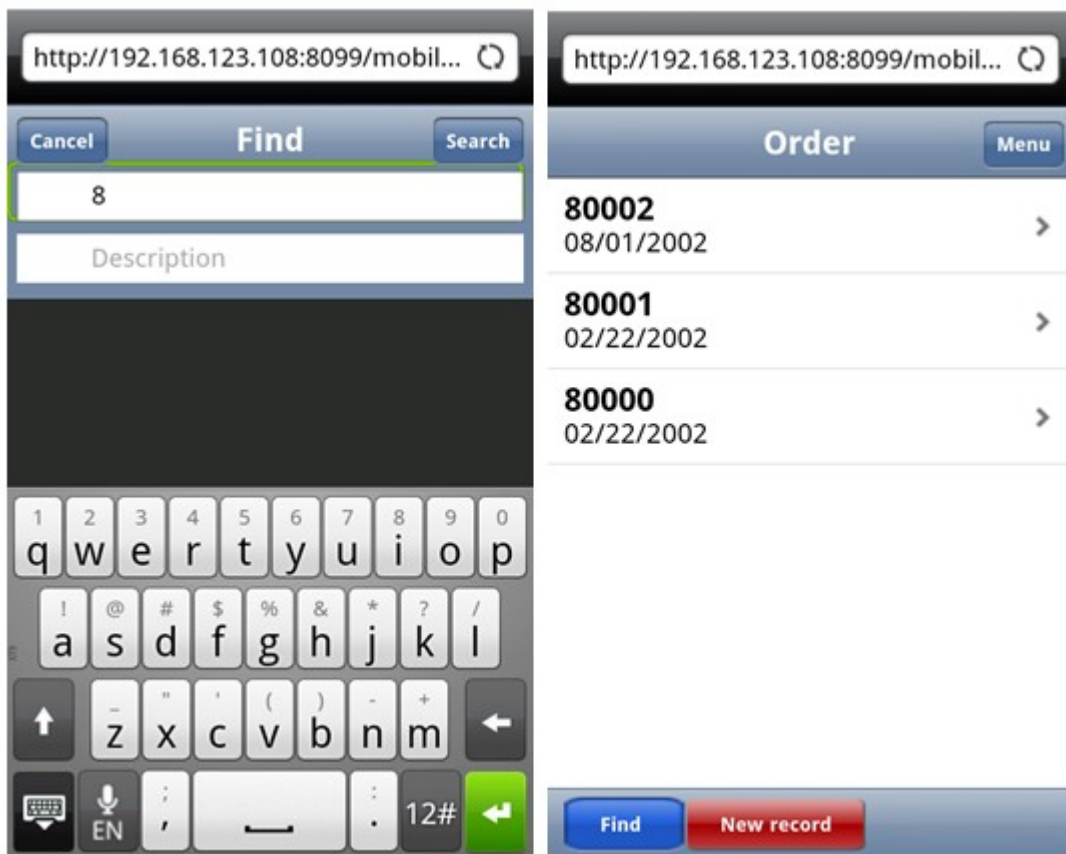 http://192.168.123.108:8099/mobil...
Cancel Find Search
8
Description
1 2 3 4 5 6 7 8 9 0
q w e r t y u i o p
! @ # $ % & * ? /
a s d f g h j k l
_ " ' ( ) - +
z x c v b n m
; :
EN , . 12#
http://192.168.123.108:8099/mobil...
Order Menu
80002
08/01/2002
80001
02/22/2002
80000
02/22/2002
Find New record